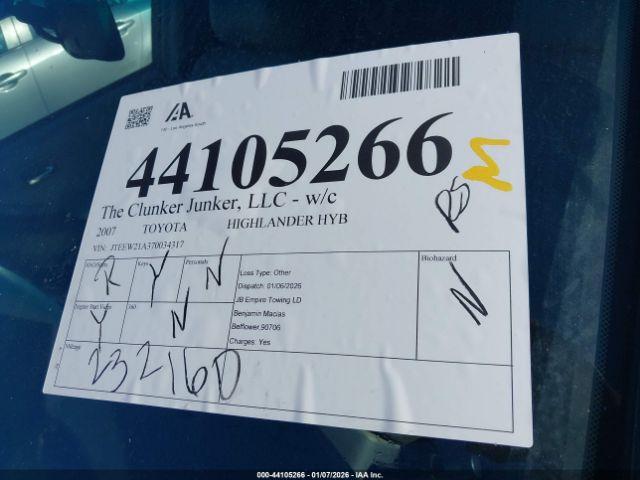 IAA
44105266
The Clunker Junker, LLC - w/c
2007 TOYOTA HIGHLANDER HYB
VIN: JTEEW21A370034317
R
Keys Y
Personals N
Loss Type: Other
Dispatch: 01/06/2026
JB Empire Towing LD
Benjamin Macias
Bellflower,90706
Charges: Yes
Biohazard
N
Y
N
Mileage
232160
000-44105266 - 01/07/2026 - IAA Inc.